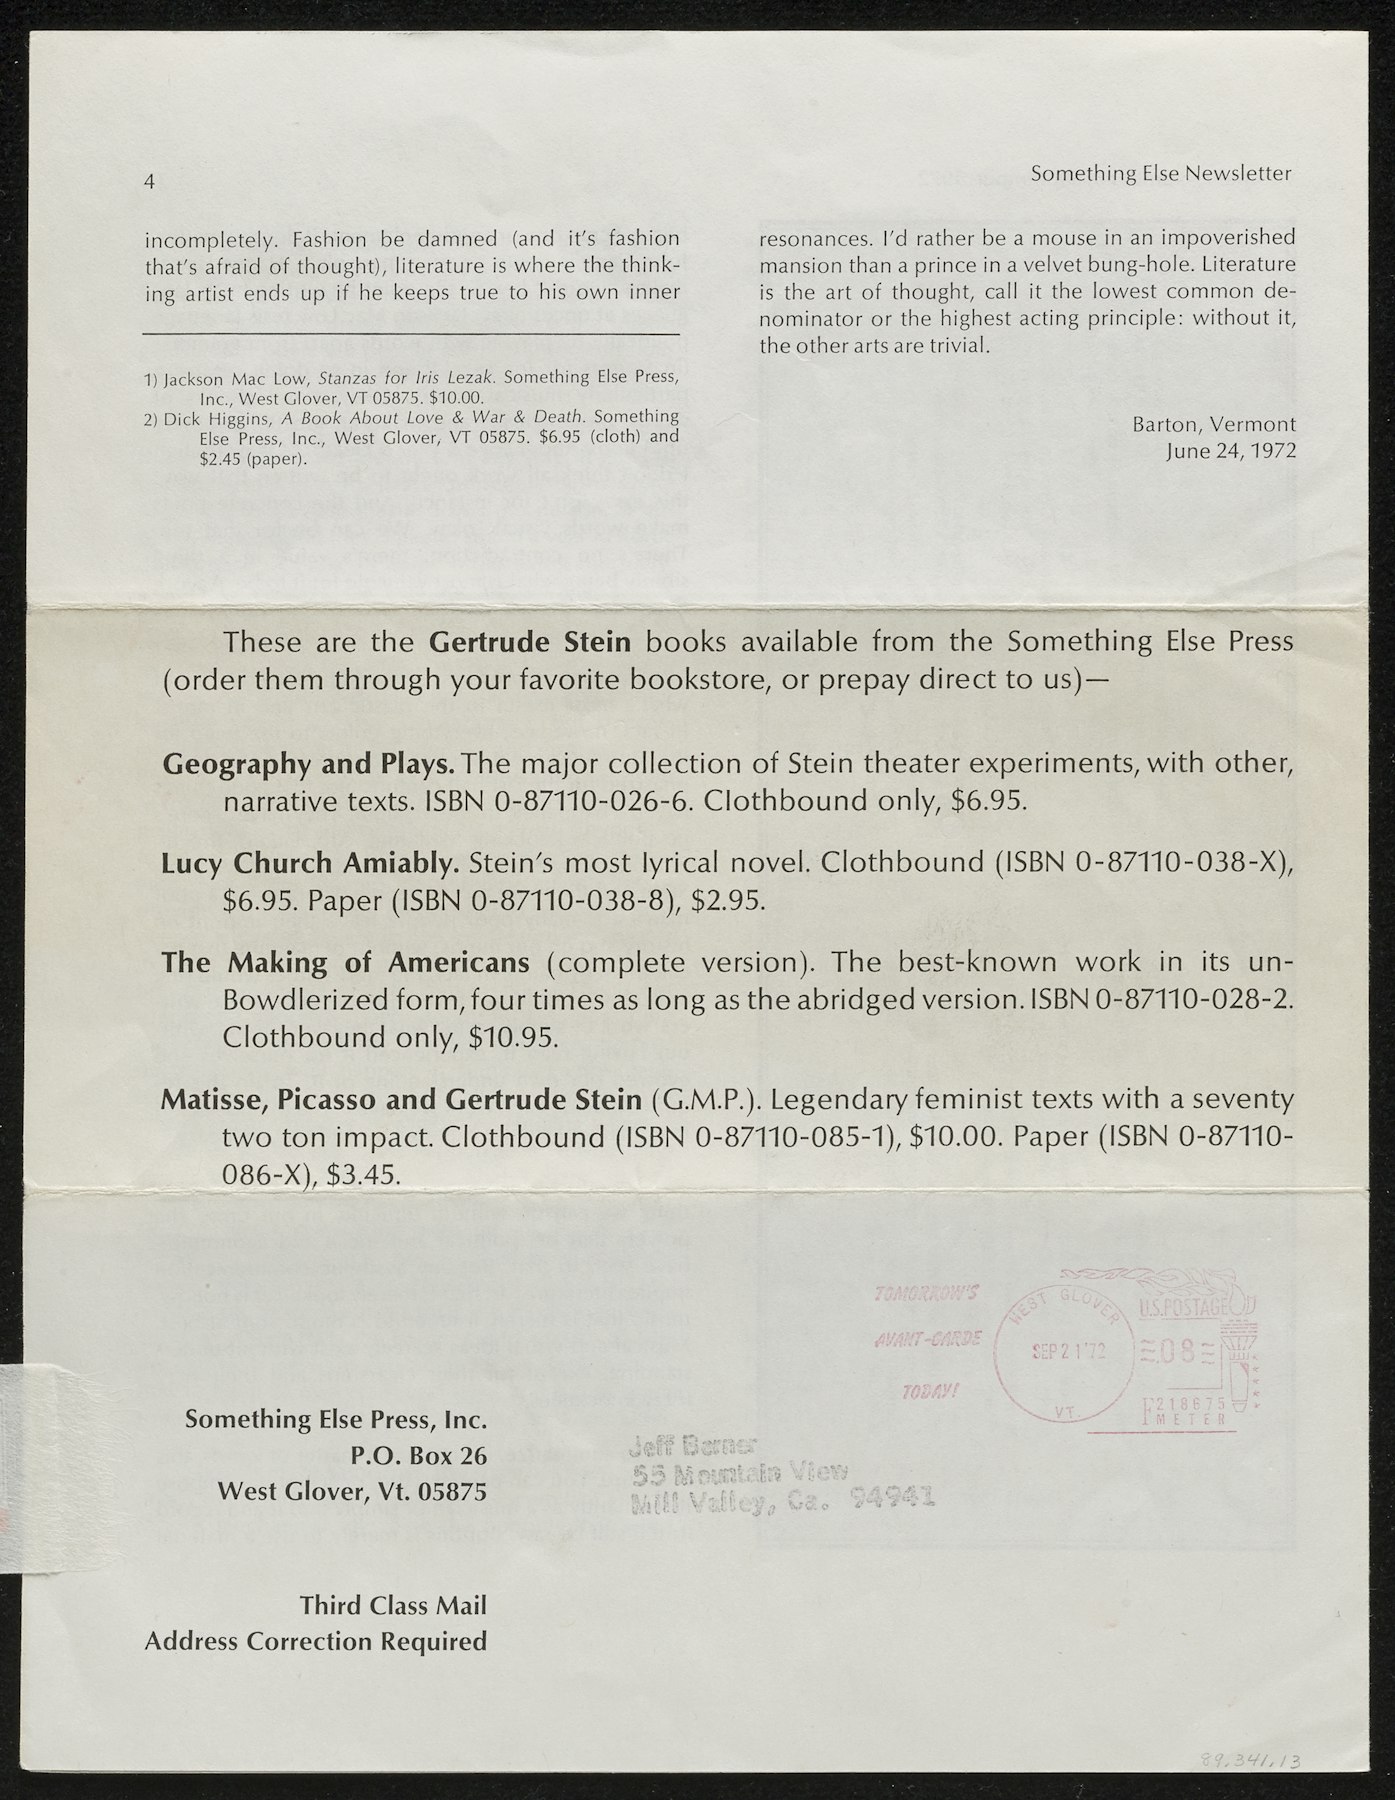 4
Something Else Newsletter
incompletely. Fashion be damned (and it's fashion
that's afraid of thought), literature is where the think-
ing artist ends up if he keeps true to his own inner
1) Jackson Mac Low, Stanzas for Iris Lezak. Something Else Press,
Inc., West Glover, VT 05875. $10.00.
2) Dick Higgins, A Book About Love & War & Death. Something
Else Press, Inc., West Glover, VT 05875. $6.95 (cloth) and
$2.45 (paper).
resonances. I'd rather be a mouse in an impoverished
mansion than a prince in a velvet bung-hole. Literature
is the art of thought, call it the lowest common de-
nominator or the highest acting principle: without it,
the other arts are trivial.
Barton, Vermont
June 24, 1972
These are the Gertrude Stein books available from the Something Else Press
(order them through your favorite bookstore, or prepay direct to us)—
Geography and Plays. The major collection of Stein theater experiments, with other,
narrative texts. ISBN 0-87110-026-6. Clothbound only, $6.95.
Lucy Church Amiably. Stein's most lyrical novel. Clothbound (ISBN 0-87110-038-X),
$6.95. Paper (ISBN 0-87110-038-8), $2.95.
The Making of Americans (complete version). The best-known work in its un-
Bowdlerized form, four times as long as the abridged version. ISBN 0-87110-028-2.
Clothbound only, $10.95.
Matisse, Picasso and Gertrude Stein (G.M.P.). Legendary feminist texts with a seventy
two ton impact. Clothbound (ISBN 0-87110-085-1), $10.00. Paper (ISBN 0-87110-
086-X), $3.45.
TOMORROW'S
AVANT-GARDE
TODAY!
WEST GLOVER
SEP 21 '72
VT.
U.S. POSTAGE
.08
218675
METER
Something Else Press, Inc.
P.O. Box 26
West Glover, Vt. 05875
Jeff Berner
55 Mountain View
Mill Valley, Ca. 94941
Third Class Mail
Address Correction Required
89.341.13